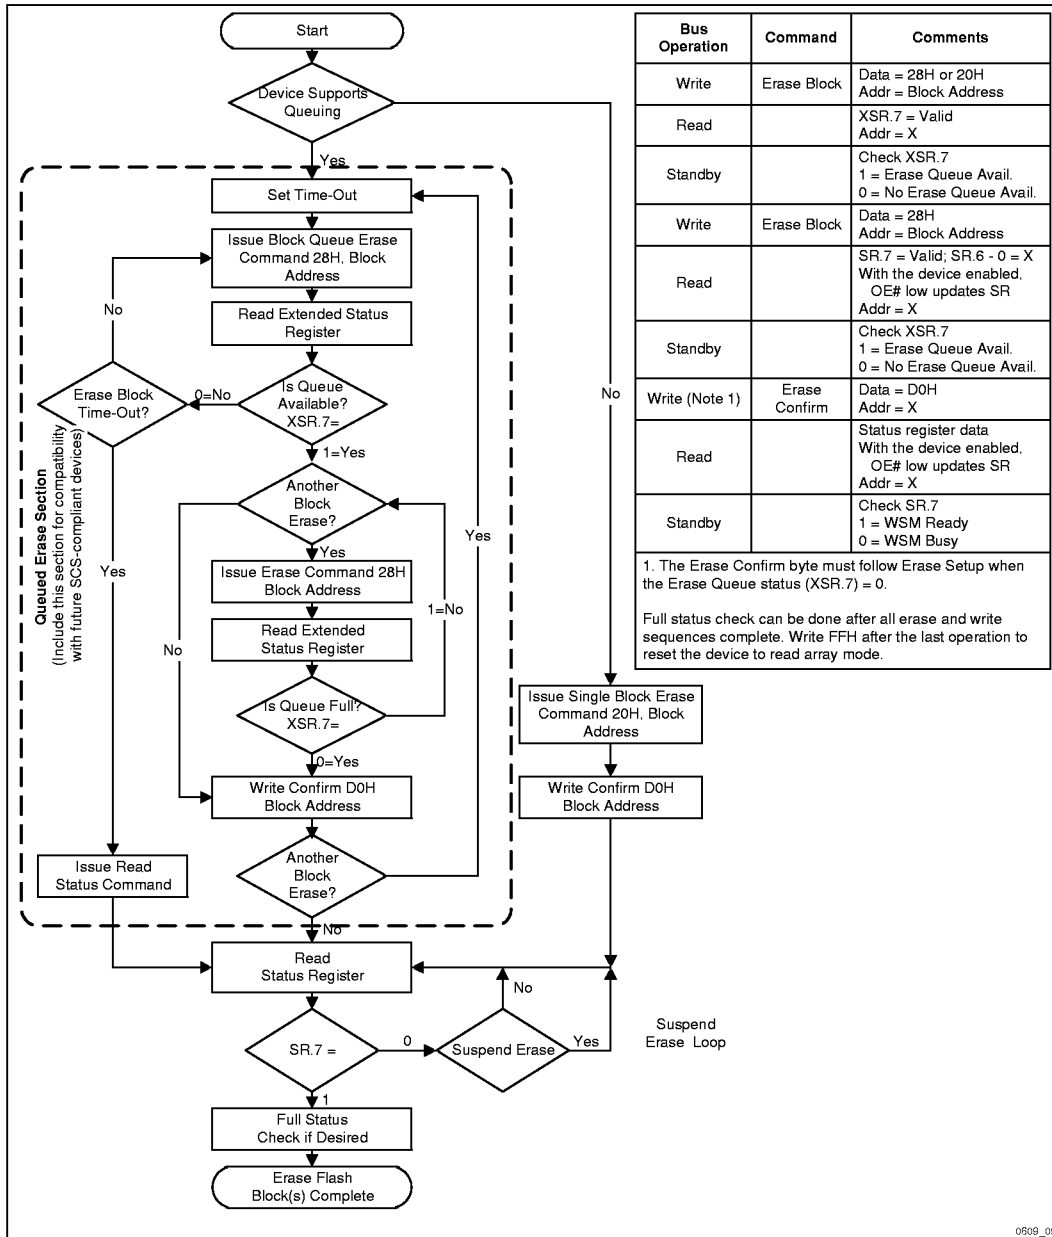 Start
Device Supports
Queuing
Yes
Set Time-Out
Issue Block Queue Erase
Command 28H, Block
Address
No
Read Extended Status
Register
Erase Block
Time-Out?
0=No
Is Queue
Available?
XSR.7=
No
1=Yes
Another
Block
Erase?
Yes
Yes
Queued Erase Section
(Include this section for compatibility
with future SCS-compliant devices)
Yes
Issue Erase Command 28H
Block Address
1=No
Read Extended
Status Register
No
Is Queue Full?
XSR.7=
0=Yes
Issue Single Block Erase
Command 20H, Block
Address
Write Confirm D0H
Block Address
Write Confirm D0H
Block Address
Another
Block
Erase?
Issue Read
Status Command
No
Read
Status Register
No
SR.7 =
0
Suspend Erase
Yes
Suspend
Erase Loop
1
Full Status
Check if Desired
Erase Flash
Block(s) Complete
Bus
Operation
Command
Comments
Write
Erase Block
Data = 28H or 20H
Addr = Block Address
Read
XSR.7 = Valid
Addr = X
Standby
Check XSR.7
1 = Erase Queue Avail.
0 = No Erase Queue Avail.
Write
Erase Block
Data = 28H
Addr = Block Address
Read
SR.7 = Valid; SR.6 - 0 = X
With the device enabled,
OE# low updates SR
Addr = X
Standby
Check XSR.7
1 = Erase Queue Avail.
0 = No Erase Queue Avail.
Write (Note 1)
Erase
Confirm
Data = D0H
Addr = X
Read
Status register data
With the device enabled,
OE# low updates SR
Addr = X
Standby
Check SR.7
1 = WSM Ready
0 = WSM Busy
1. The Erase Confirm byte must follow Erase Setup when
the Erase Queue status (XSR.7) = 0.
Full status check can be done after all erase and write
sequences complete. Write FFH after the last operation to
reset the device to read array mode.